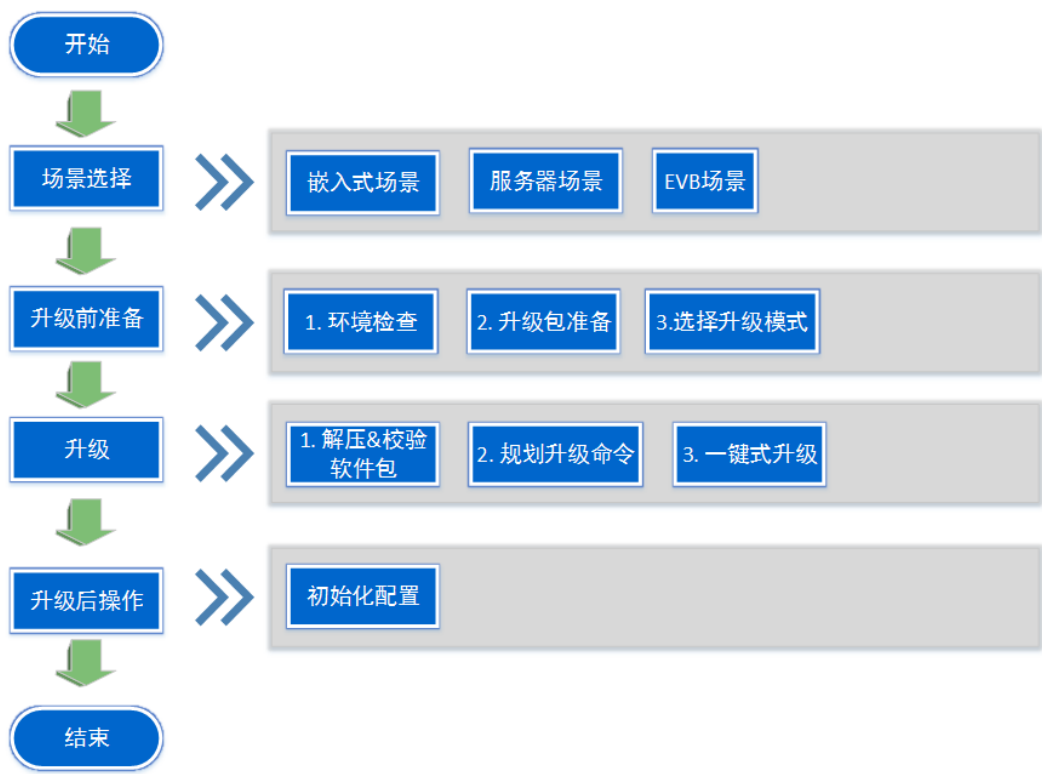 开始
场景选择
嵌入式场景
服务器场景
EVB场景
升级前准备
1. 环境检查
2. 升级包准备
3.选择升级模式
升级
1. 解压&校验
软件包
2. 规划升级命令
3. 一键式升级
升级后操作
初始化配置
结束